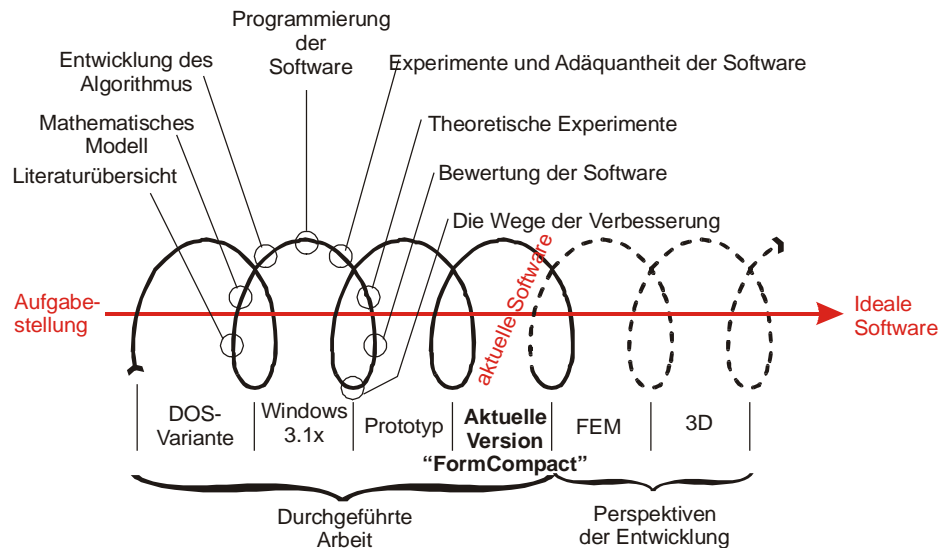 Programmierung
der
Software
Entwicklung des
Algorithmus
Experimente und Adäquantheit der Software
Mathematisches
Modell
Theoretische Experimente
Literaturübersicht
Bewertung der Software
Die Wege der Verbesserung
aktuelle Software
Aufgabe-
stellung
Ideale
Software
DOS-
Variante
Windows
3.1x
Prototyp
Aktuelle
Version
“FormCompact”
FEM
3D
Durchgeführte
Arbeit
Perspektiven
der Entwicklung